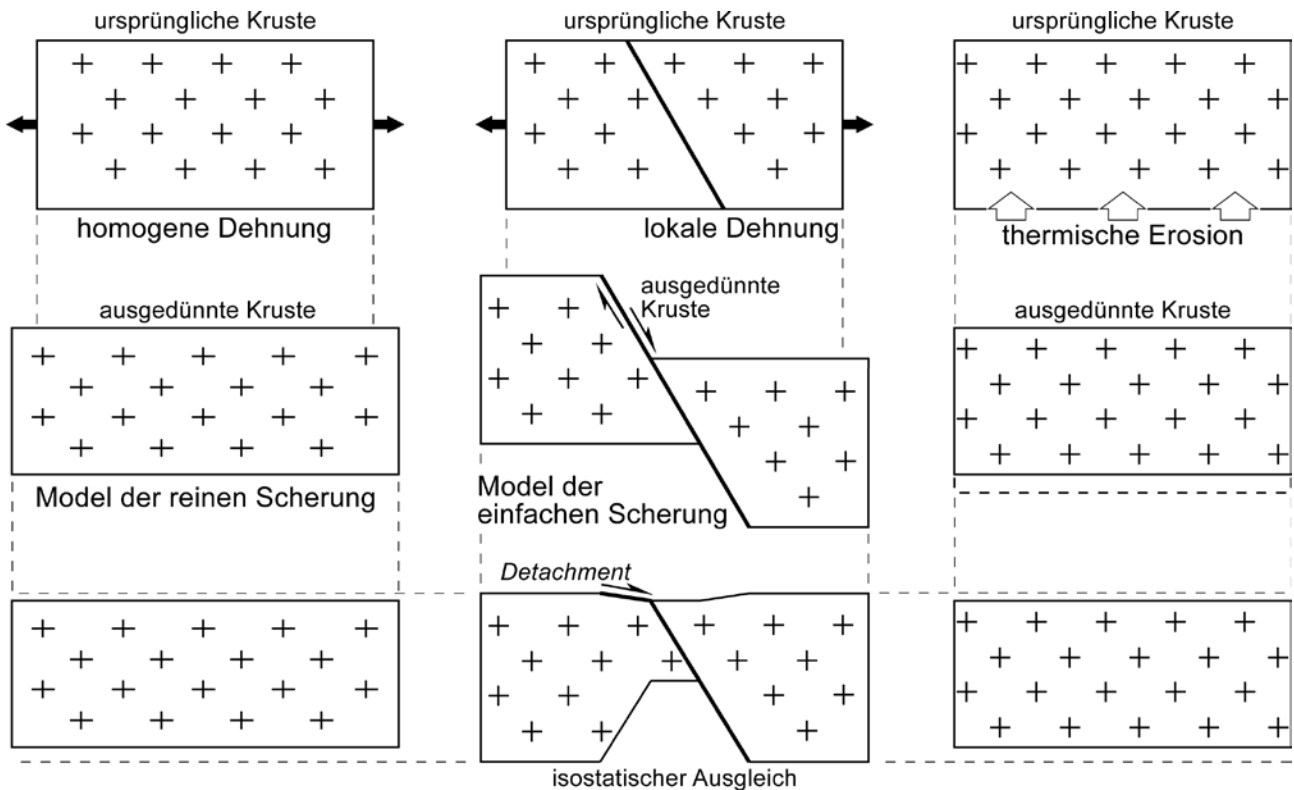 ursprüngliche Kruste
ursprüngliche Kruste
ursprüngliche Kruste
homogene Dehnung
lokale Dehnung
thermische Erosion
ausgedünnte Kruste
ausgedünnte
Kruste
ausgedünnte Kruste
Model der reinen Scherung
Model der
einfachen Scherung
Detachment
isostatischer Ausgleich